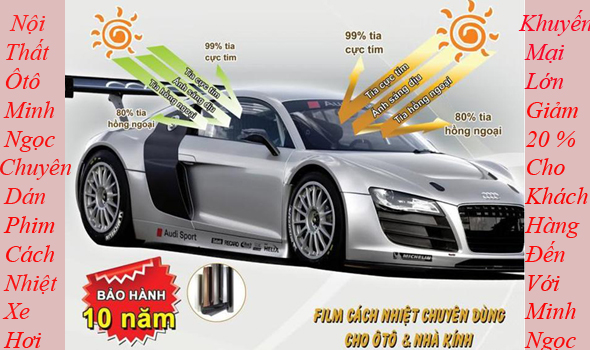 Nội
Thất
Ôtô
Minh
Ngọc
Chuyên
Dán
Phim
Cách
Nhiệt
Xe
Hơi
99% tia
cực tím
Tia cực tím
Ánh sáng dịu
Tia hồng ngoại
80% tia
hồng ngoại
99% tia
cực tím
Tia cực tím
Ánh sáng dịu
Tia hồng ngoại
80% tia
hồng ngoại
Audi Sport
RECARO
HELIX
MICHELIN
BẢO HÀNH
10 năm
FILM CÁCH NHIỆT CHUYÊN DÙNG
CHO ÔTÔ & NHÀ KÍNH
Khuyến
Mại
Lớn
Giảm
20 %
Cho
Khách
Hàng
Đến
Với
Minh
Ngọc